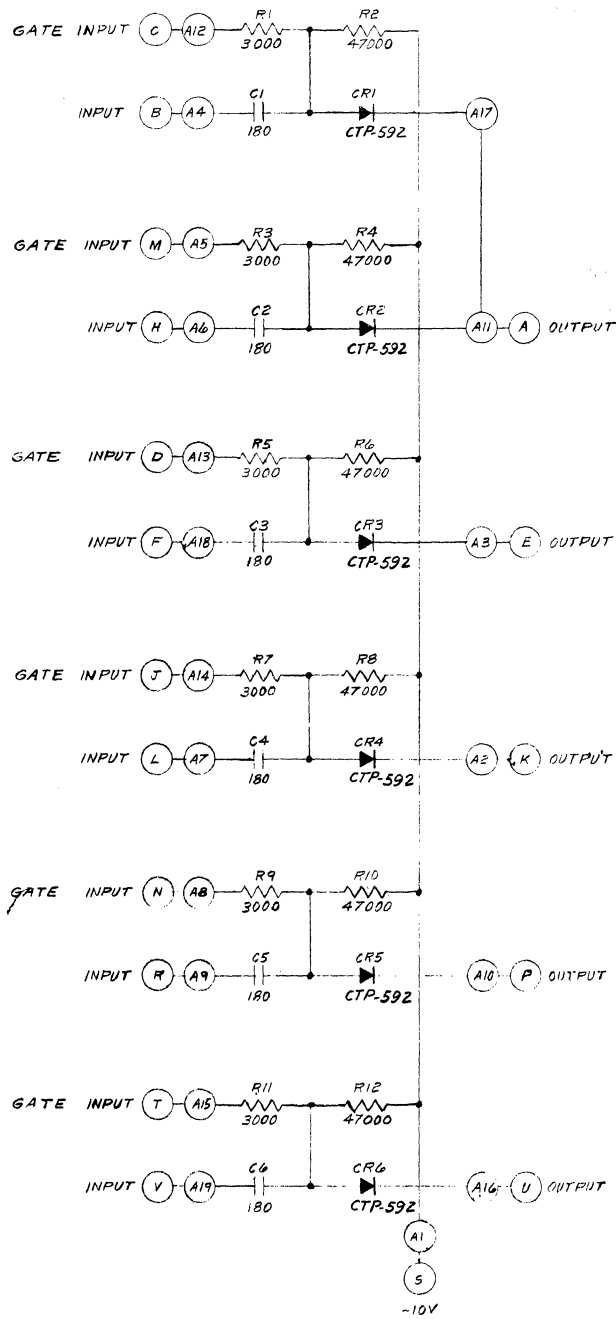 R1 R2
GATE INPUT C A12 3000 47000
C1 CR1
INPUT B A4 A17
180 CTP-592
R3 R4
GATE INPUT M A5 3000 47000
C2 CR2
INPUT H A6 A11 A OUTPUT
180 CTP-592
R5 R6
GATE INPUT D A13 3000 47000
C3 CR3
INPUT F A18 A3 E OUTPUT
180 CTP-592
R7 R8
GATE INPUT J A14 3000 47000
C4 CR4
INPUT L A7 A2 K OUTPUT
180 CTP-592
R9 R10
GATE INPUT N A8 3000 47000
C5 CR5
INPUT R A9 A10 P OUTPUT
180 CTP-592
R11 R12
GATE INPUT T A15 3000 47000
C6 CR6
INPUT V A19 A16 U OUTPUT
180 CTP-592
A1
S
-10V